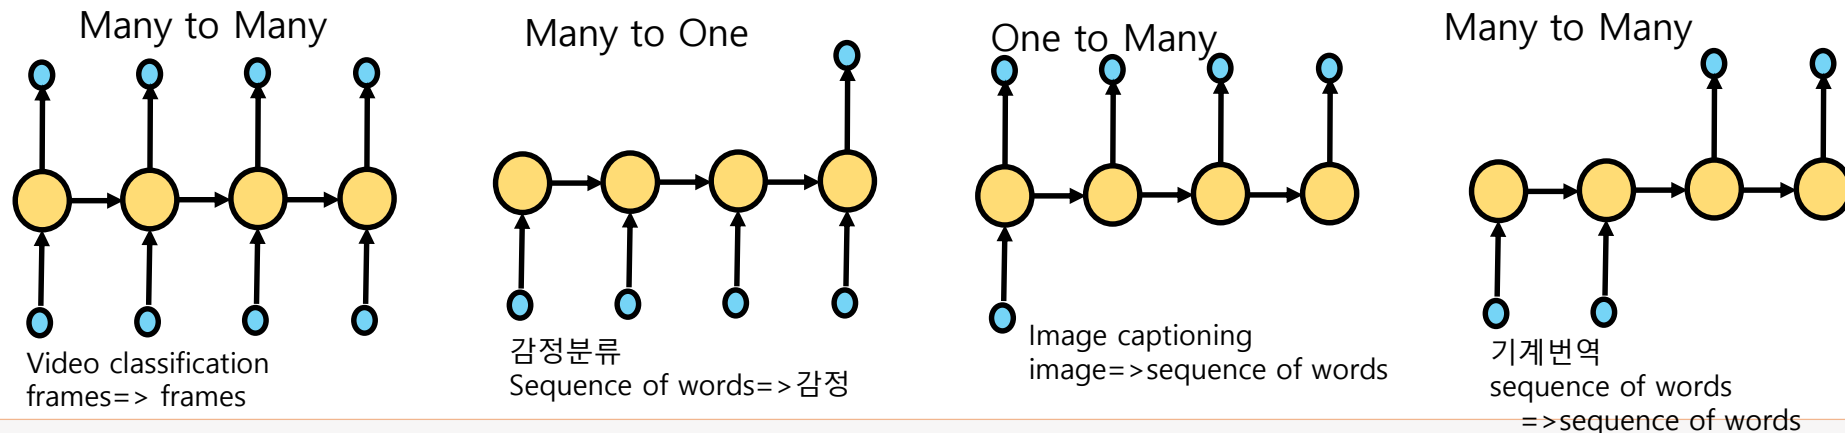 Many to Many
Video classification
frames=> frames
Many to One
감정분류
Sequence of words=>감정
One to Many
Image captioning
image=>sequence of words
Many to Many
기계번역
sequence of words
=>sequence of words